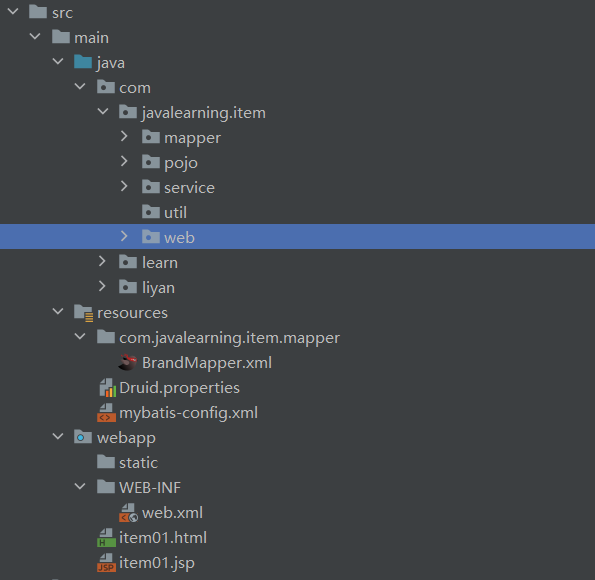 src
main
java
com
javalearning.item
mapper
pojo
service
util
web
learn
liyan
resources
com.javalearning.item.mapper
BrandMapper.xml
Druid.properties
mybatis-config.xml
webapp
static
WEB-INF
web.xml
item01.html
item01.jsp